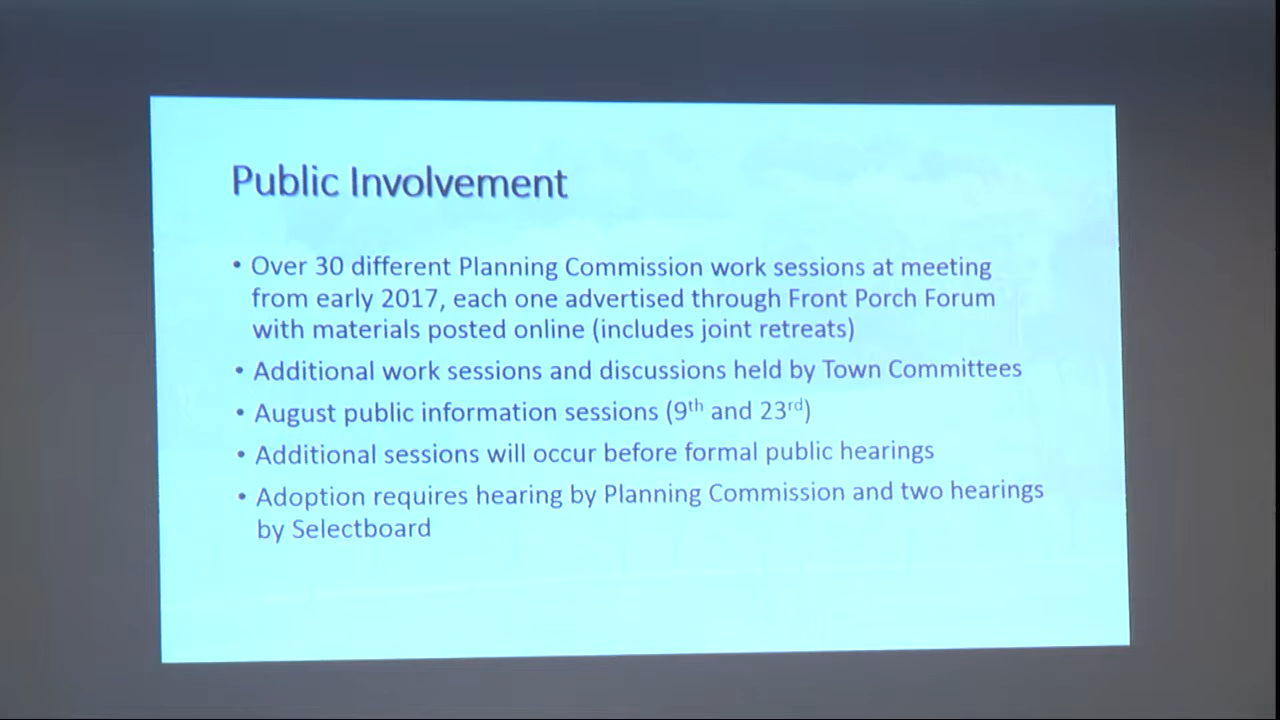 Public Involvement
• Over 30 different Planning Commission work sessions at meeting
from early 2017, each one advertised through Front Porch Forum
with materials posted online (includes joint retreats)
• Additional work sessions and discussions held by Town Committees
• August public information sessions (9th and 23rd)
• Additional sessions will occur before formal public hearings
• Adoption requires hearing by Planning Commission and two hearings
by Selectboard